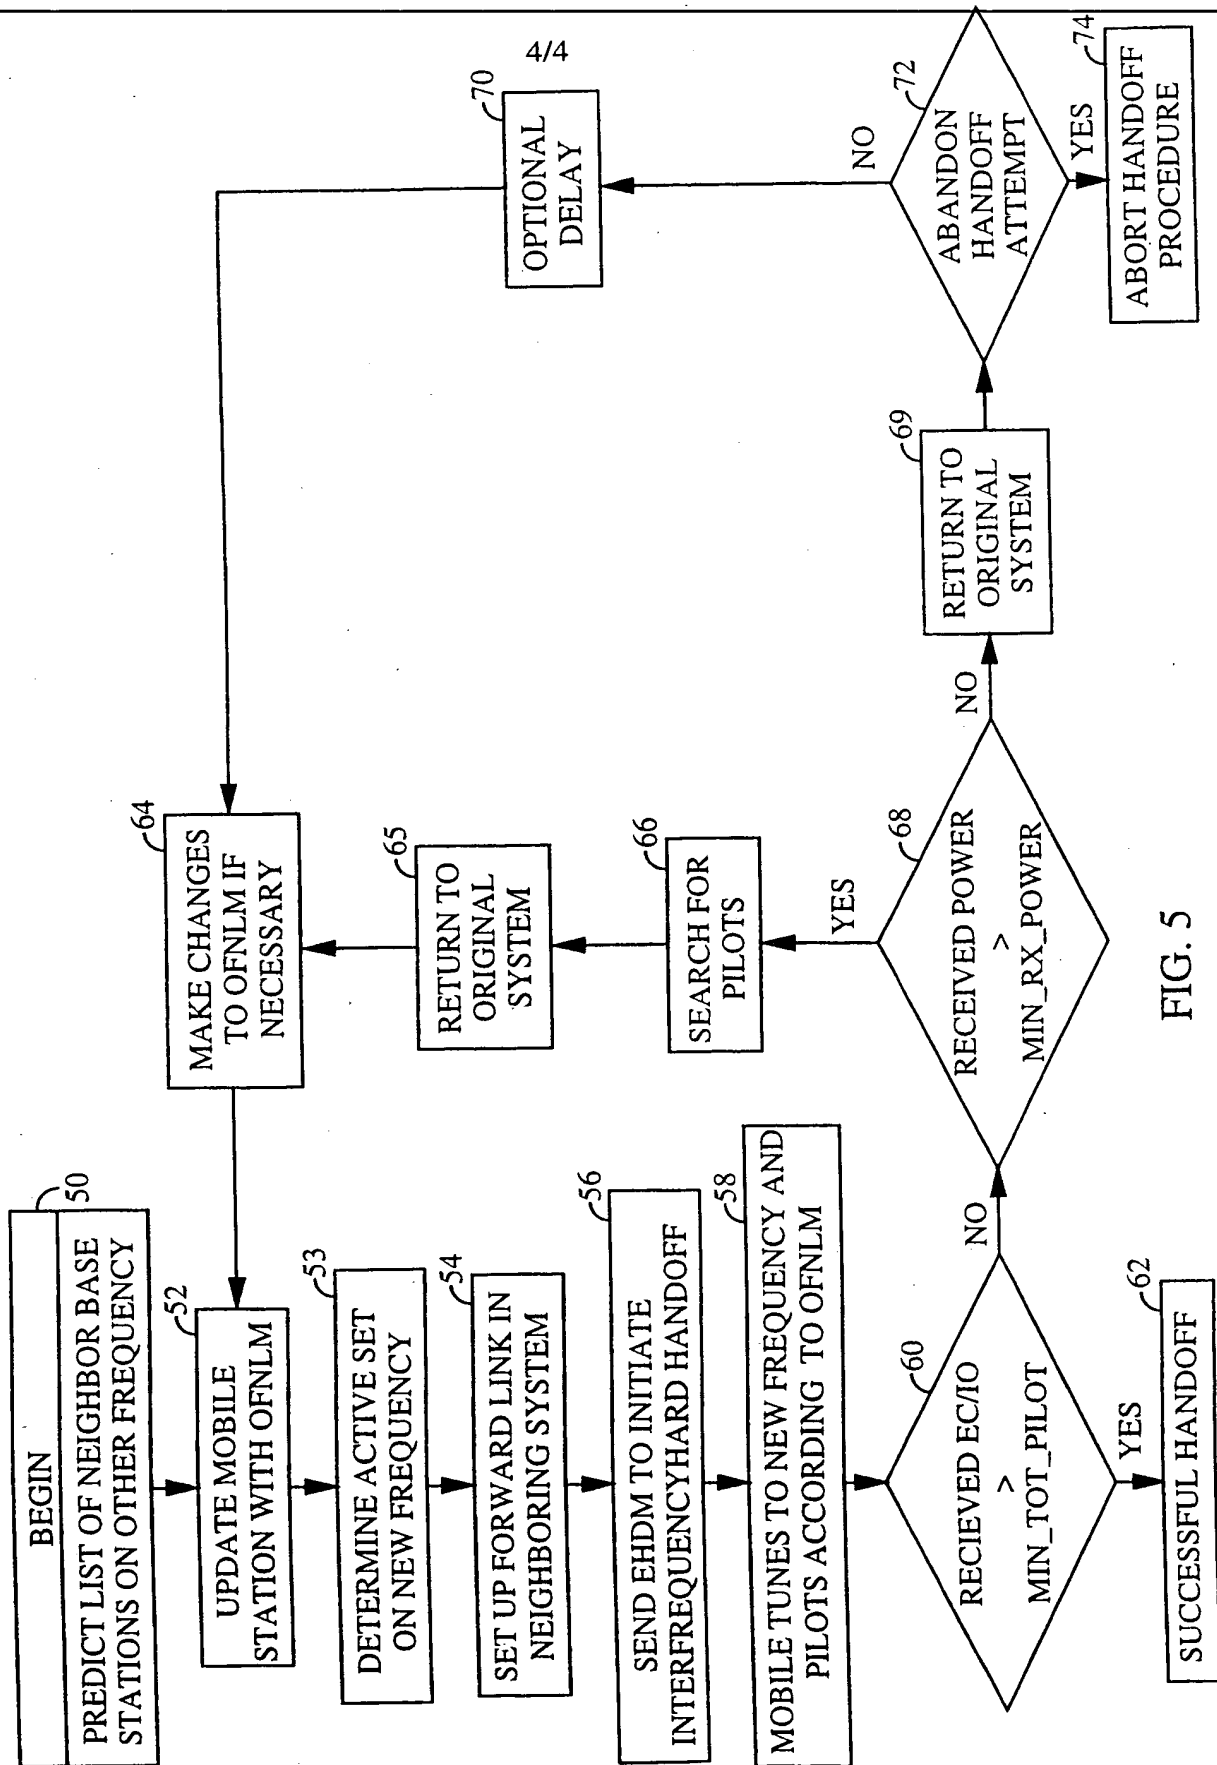 4/4
BEGIN
50
PREDICT LIST OF NEIGHBOR BASE
STATIONS ON OTHER FREQUENCY
52
UPDATE MOBILE
STATION WITH OFNLM
53
DETERMINE ACTIVE SET
ON NEW FREQUENCY
54
SET UP FORWARD LINK IN
NEIGHBORING SYSTEM
56
SEND EHDM TO INITIATE
INTERFREQUENCYHARD HANDOFF
58
MOBILE TUNES TO NEW FREQUENCY AND
PILOTS ACCORDING TO OFNLM
60
RECIEVED EC/IO
>
MIN_TOT_PILOT
YES
NO
62
SUCCESSFUL HANDOFF
64
MAKE CHANGES
TO OFNLM IF
NECESSARY
65
RETURN TO
ORIGINAL
SYSTEM
66
SEARCH FOR
PILOTS
YES
68
RECEIVED POWER
>
MIN_RX_POWER
NO
69
RETURN TO
ORIGINAL
SYSTEM
70
OPTIONAL
DELAY
NO
72
ABANDON
HANDOFF
ATTEMPT
YES
74
ABORT HANDOFF
PROCEDURE
FIG. 5